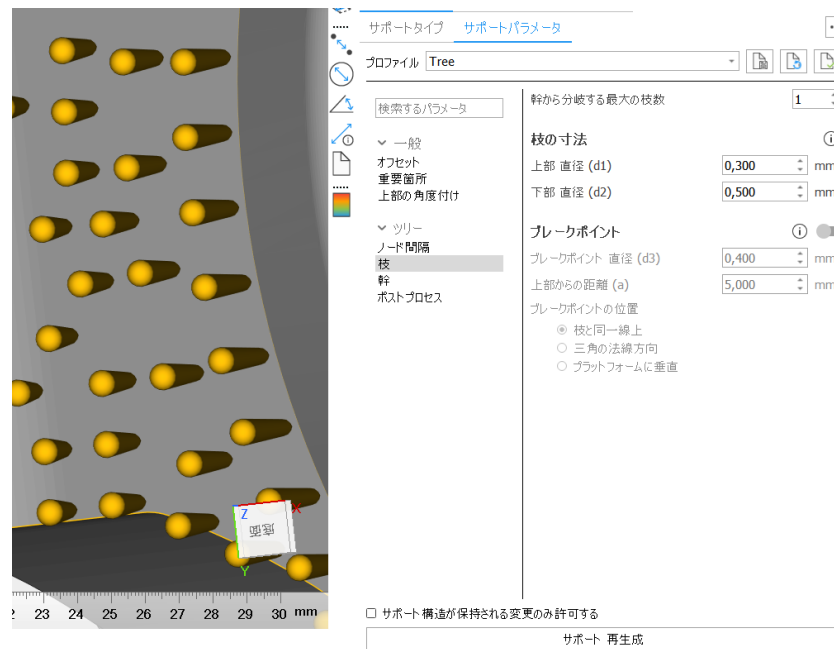 サポートタイプ サポートパラメータ
プロファイル Tree
検索するパラメータ
一般
オフセット
重要箇所
上部の角度付け
ツリー
ノード間隔
枝
幹
ポストプロセス
幹から分岐する最大の枝数 1
枝の寸法
上部 直径 (d1) 0,300 mm
下部 直径 (d2) 0,500 mm
ブレークポイント
ブレークポイント 直径 (d3) 0,400 mm
上部からの距離 (a) 5,000 mm
ブレークポイントの位置
枝と同一線上
三角の法線方向
プラットフォームに垂直
Z X
底面
Y
23 24 25 26 27 28 29 30 mm
サポート構造が保持される変更のみ許可する
サポート 再生成